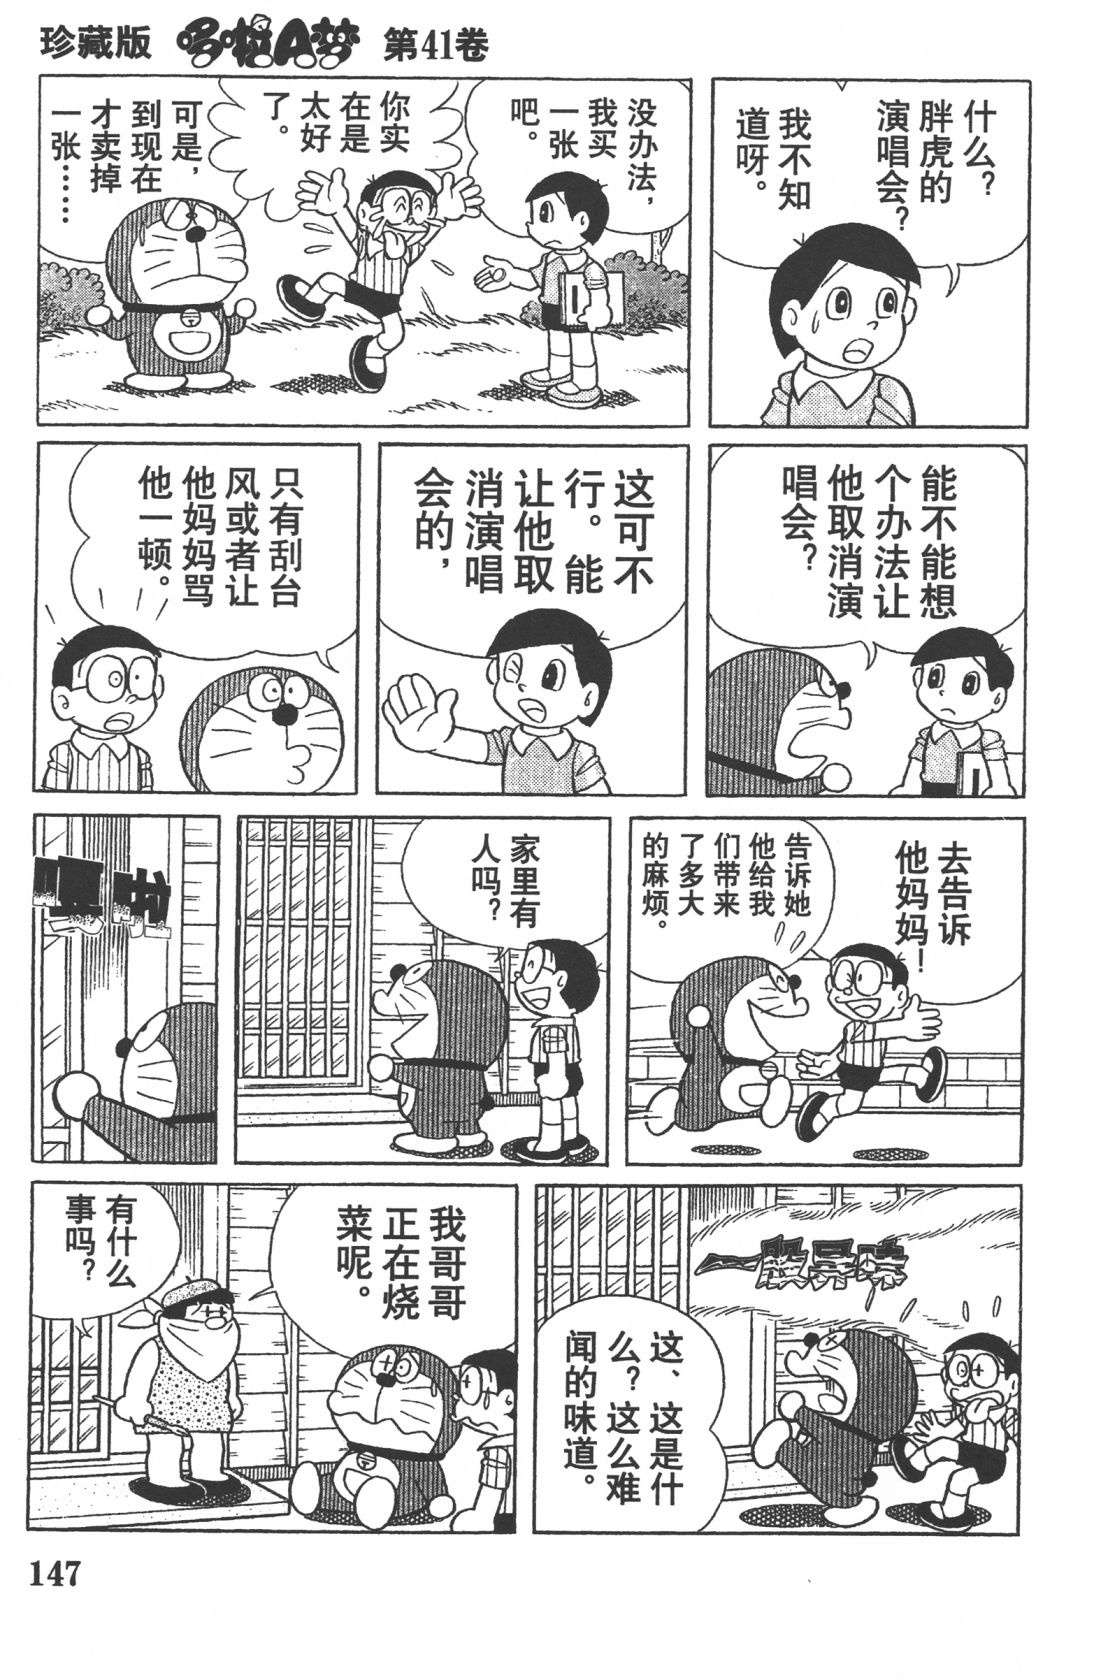 珍藏版 哆啦A梦 第41卷
什么？
胖虎的
演唱会？
我不知
道呀。
没办法，
我买
一张
吧。
你实
在是
太好
了。
可是，
到现在
才卖掉
一张……
能不能想
个办法让
他取消演
唱会？
这可不
行。能
让他取
消演唱
会的，
只有刮台
风或者让
他妈妈骂
他一顿。
去告诉
他妈妈！
告诉她
他给我
们带来
了多大
的麻烦。
家里有
人吗？
嘎啦
一股臭味
这、这是什
么？这么难
闻的味道。
我哥哥
正在烧
菜呢。
有什么
事吗？
147